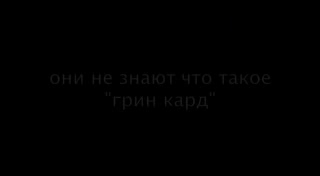 они не знают что такое
"грин кард"